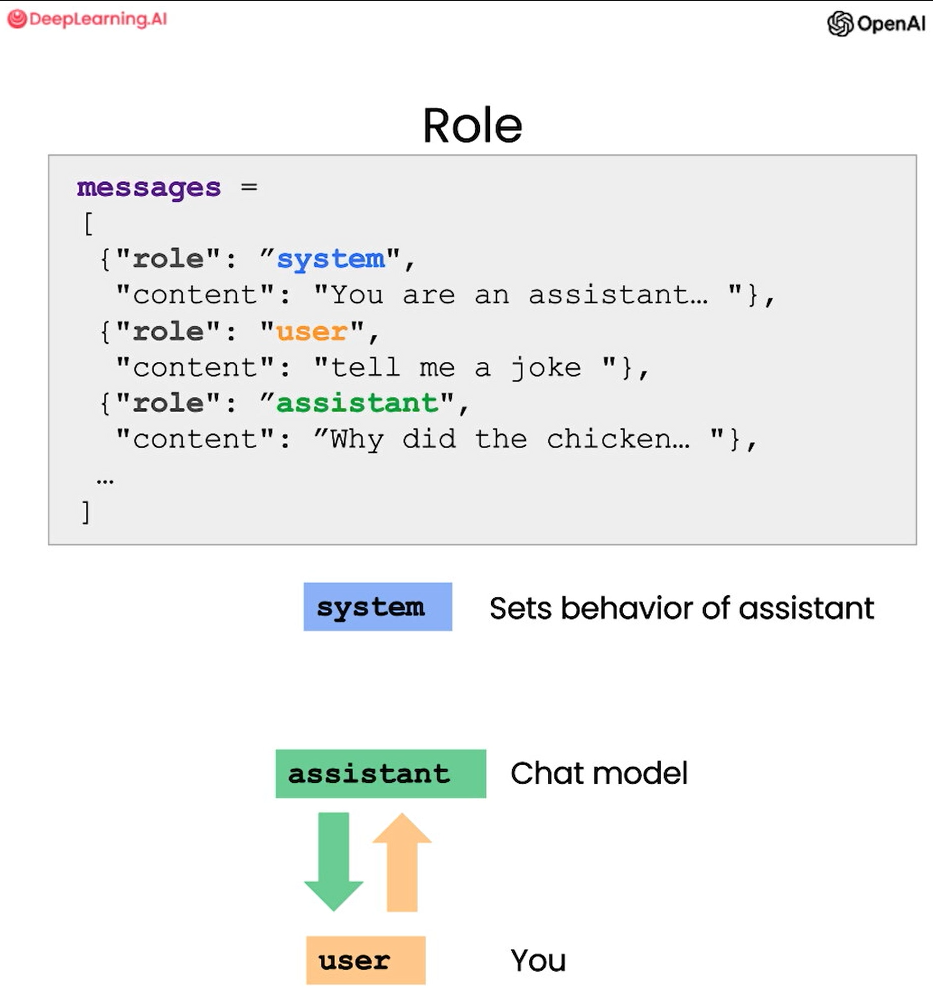 DeepLearning.AI
OpenAI
Role
messages =
[
{"role": ”system",
"content": "You are an assistant… "},
{"role": "user",
"content": "tell me a joke "},
{"role": ”assistant",
"content": ”Why did the chicken… "},
…
]
system Sets behavior of assistant
assistant Chat model
user You